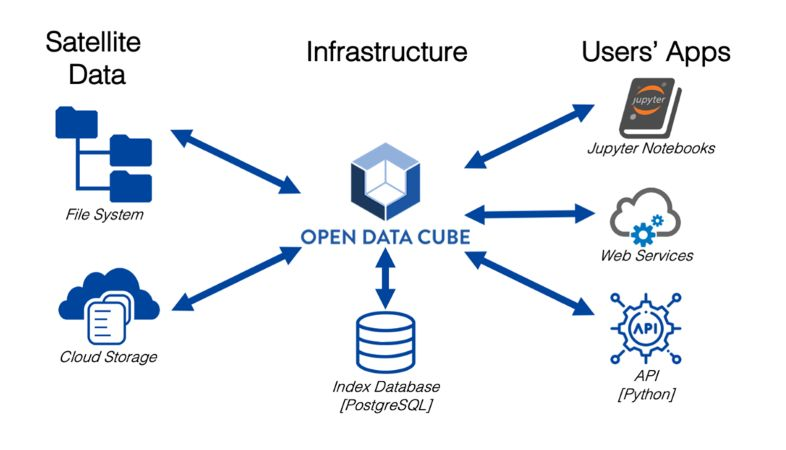 Satellite
Data
File System
Cloud Storage
Infrastructure
OPEN DATA CUBE
Index Database
[PostgreSQL]
Users' Apps
jupyter
Jupyter Notebooks
Web Services
API
API
[Python]